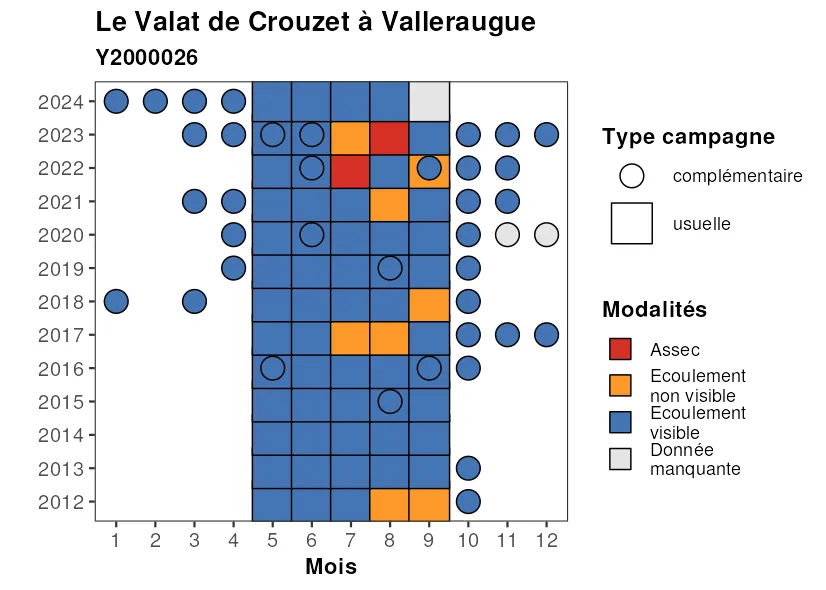 Le Valat de Crouzet à Valleraugue
Y2000026
2024
2023
2022
2021
2020
2019
2018
2017
2016
2015
2014
2013
2012
1 2 3 4 5 6 7 8 9 10 11 12
Mois
Type campagne
complémentaire
usuelle
Modalités
Assec
Ecoulement
non visible
Ecoulement
visible
Donnée
manquante